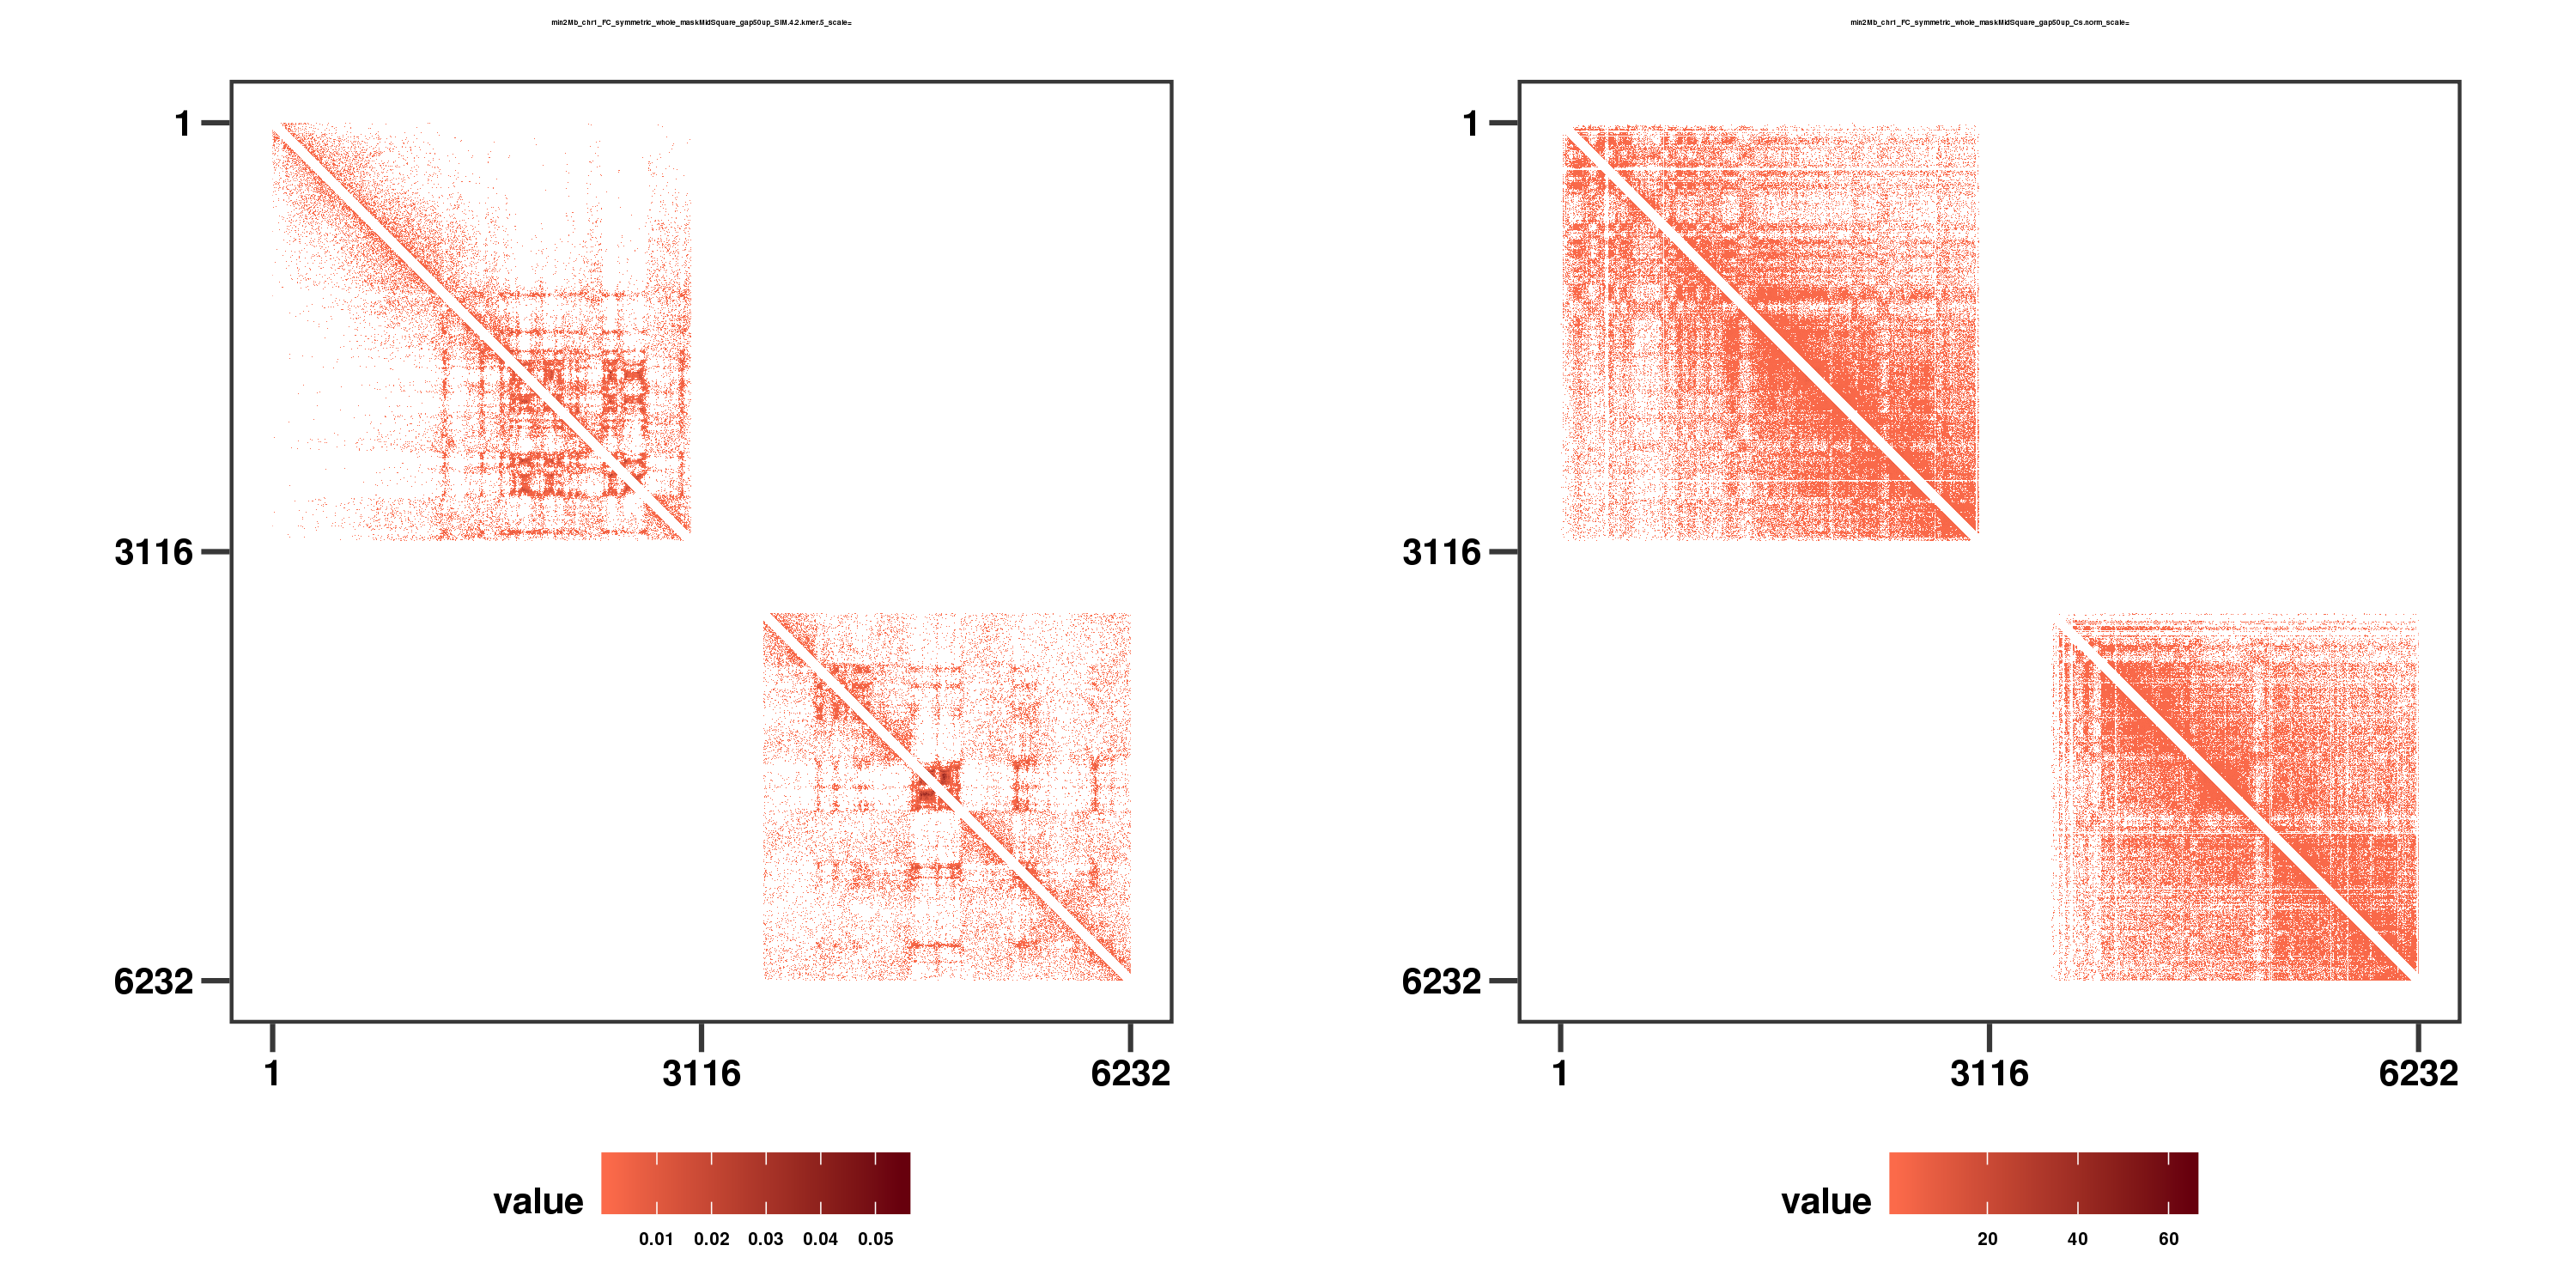 min2Mb_chr1_FC_symmetric_whole_maskMidSquare_gap50up_SIM.4.2.kmer.5_scale=
1
3116
6232
1 3116 6232
value
0.01 0.02 0.03 0.04 0.05
min2Mb_chr1_FC_symmetric_whole_maskMidSquare_gap50up_Cs.norm_scale=
1
3116
6232
1 3116 6232
value
20 40 60